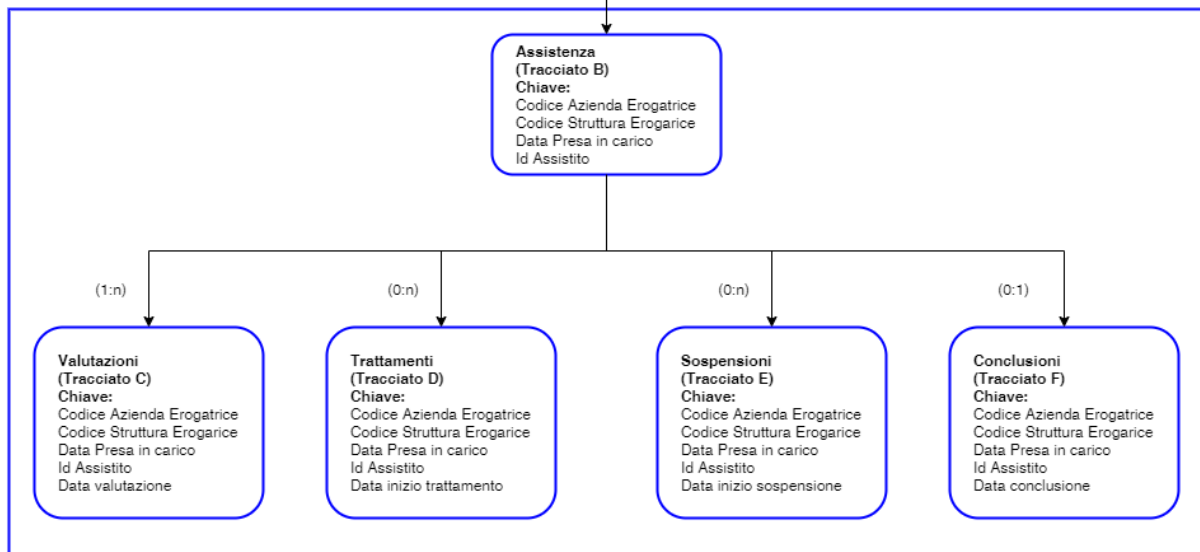 Assistenza
(Tracciato B)
Chiave:
Codice Azienda Erogatrice
Codice Struttura Erogarice
Data Presa in carico
Id Assistito
(1:n)
(0:n)
(0:n)
(0:1)
Valutazioni
(Tracciato C)
Chiave:
Codice Azienda Erogatrice
Codice Struttura Erogarice
Data Presa in carico
Id Assistito
Data valutazione
Trattamenti
(Tracciato D)
Chiave:
Codice Azienda Erogatrice
Codice Struttura Erogarice
Data Presa in carico
Id Assistito
Data inizio trattamento
Sospensioni
(Tracciato E)
Chiave:
Codice Azienda Erogatrice
Codice Struttura Erogarice
Data Presa in carico
Id Assistito
Data inizio sospensione
Conclusioni
(Tracciato F)
Chiave:
Codice Azienda Erogatrice
Codice Struttura Erogarice
Data Presa in carico
Id Assistito
Data conclusione